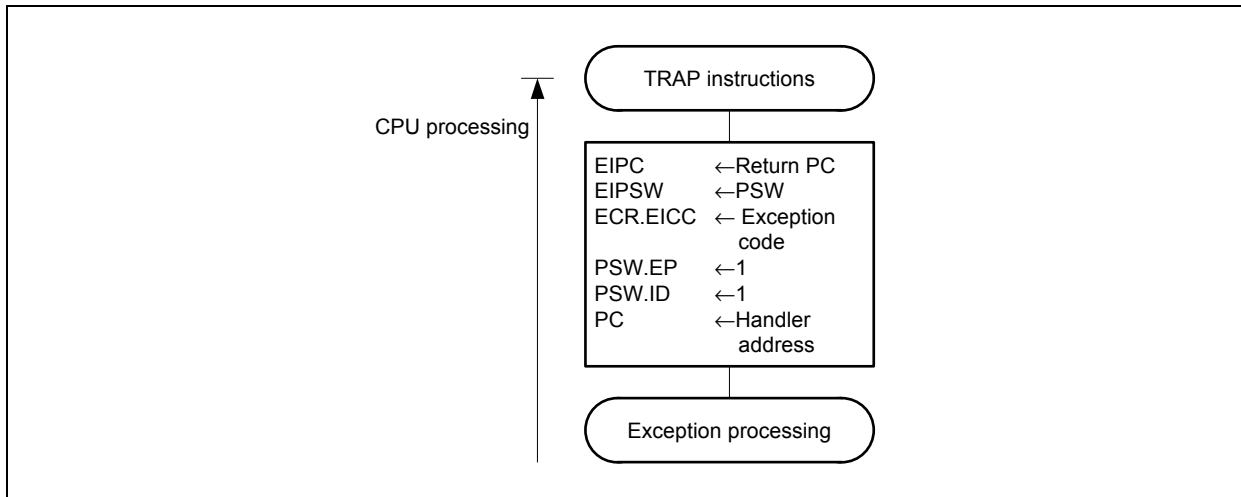 TRAP instructions
CPU processing
EIPC ←Return PC
EIPSW ←PSW
ECR.EICC ← Exception
code
PSW.EP ←1
PSW.ID ←1
PC ←Handler
address
Exception processing